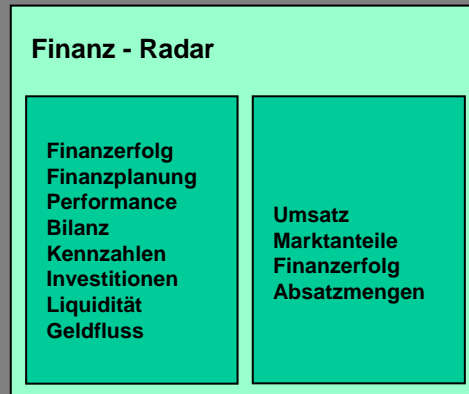 Finanz - Radar
Finanzerfolg
Finanzplanung
Performance
Bilanz
Kennzahlen
Investitionen
Liquidität
Geldfluss
Umsatz
Marktanteile
Finanzerfolg
Absatzmengen